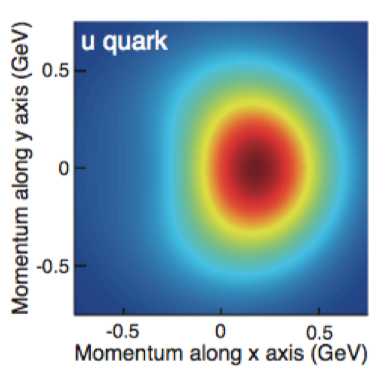 u quark
Momentum along y axis (GeV)
0.5
0
-0.5
-0.5 0 0.5
Momentum along x axis (GeV)